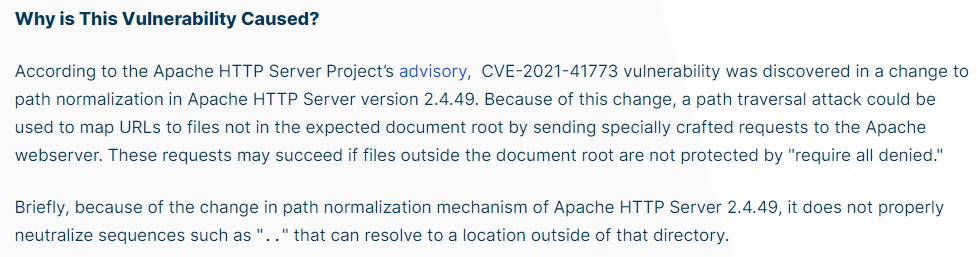 Why is This Vulnerability Caused?
According to the Apache HTTP Server Project’s advisory,  CVE-2021-41773 vulnerability was discovered in a change to
path normalization in Apache HTTP Server version 2.4.49. Because of this change, a path traversal attack could be
used to map URLs to files not in the expected document root by sending specially crafted requests to the Apache
webserver. These requests may succeed if files outside the document root are not protected by "require all denied."
Briefly, because of the change in path normalization mechanism of Apache HTTP Server 2.4.49, it does not properly
neutralize sequences such as ".." that can resolve to a location outside of that directory.